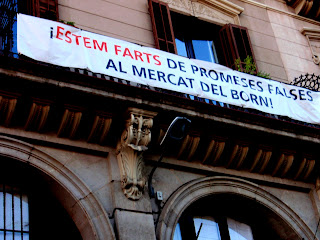 ¡ESTEM FARTS DE PROMESES FALSES
AL MERCAT DEL BORN!